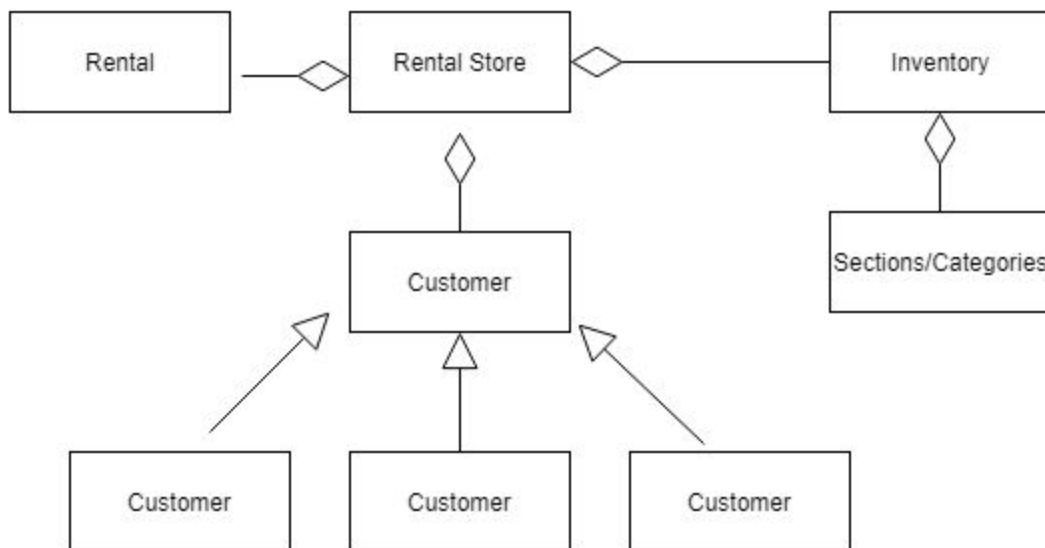 Rental
Rental Store
Inventory
Customer
Sections/Categories
Customer
Customer
Customer